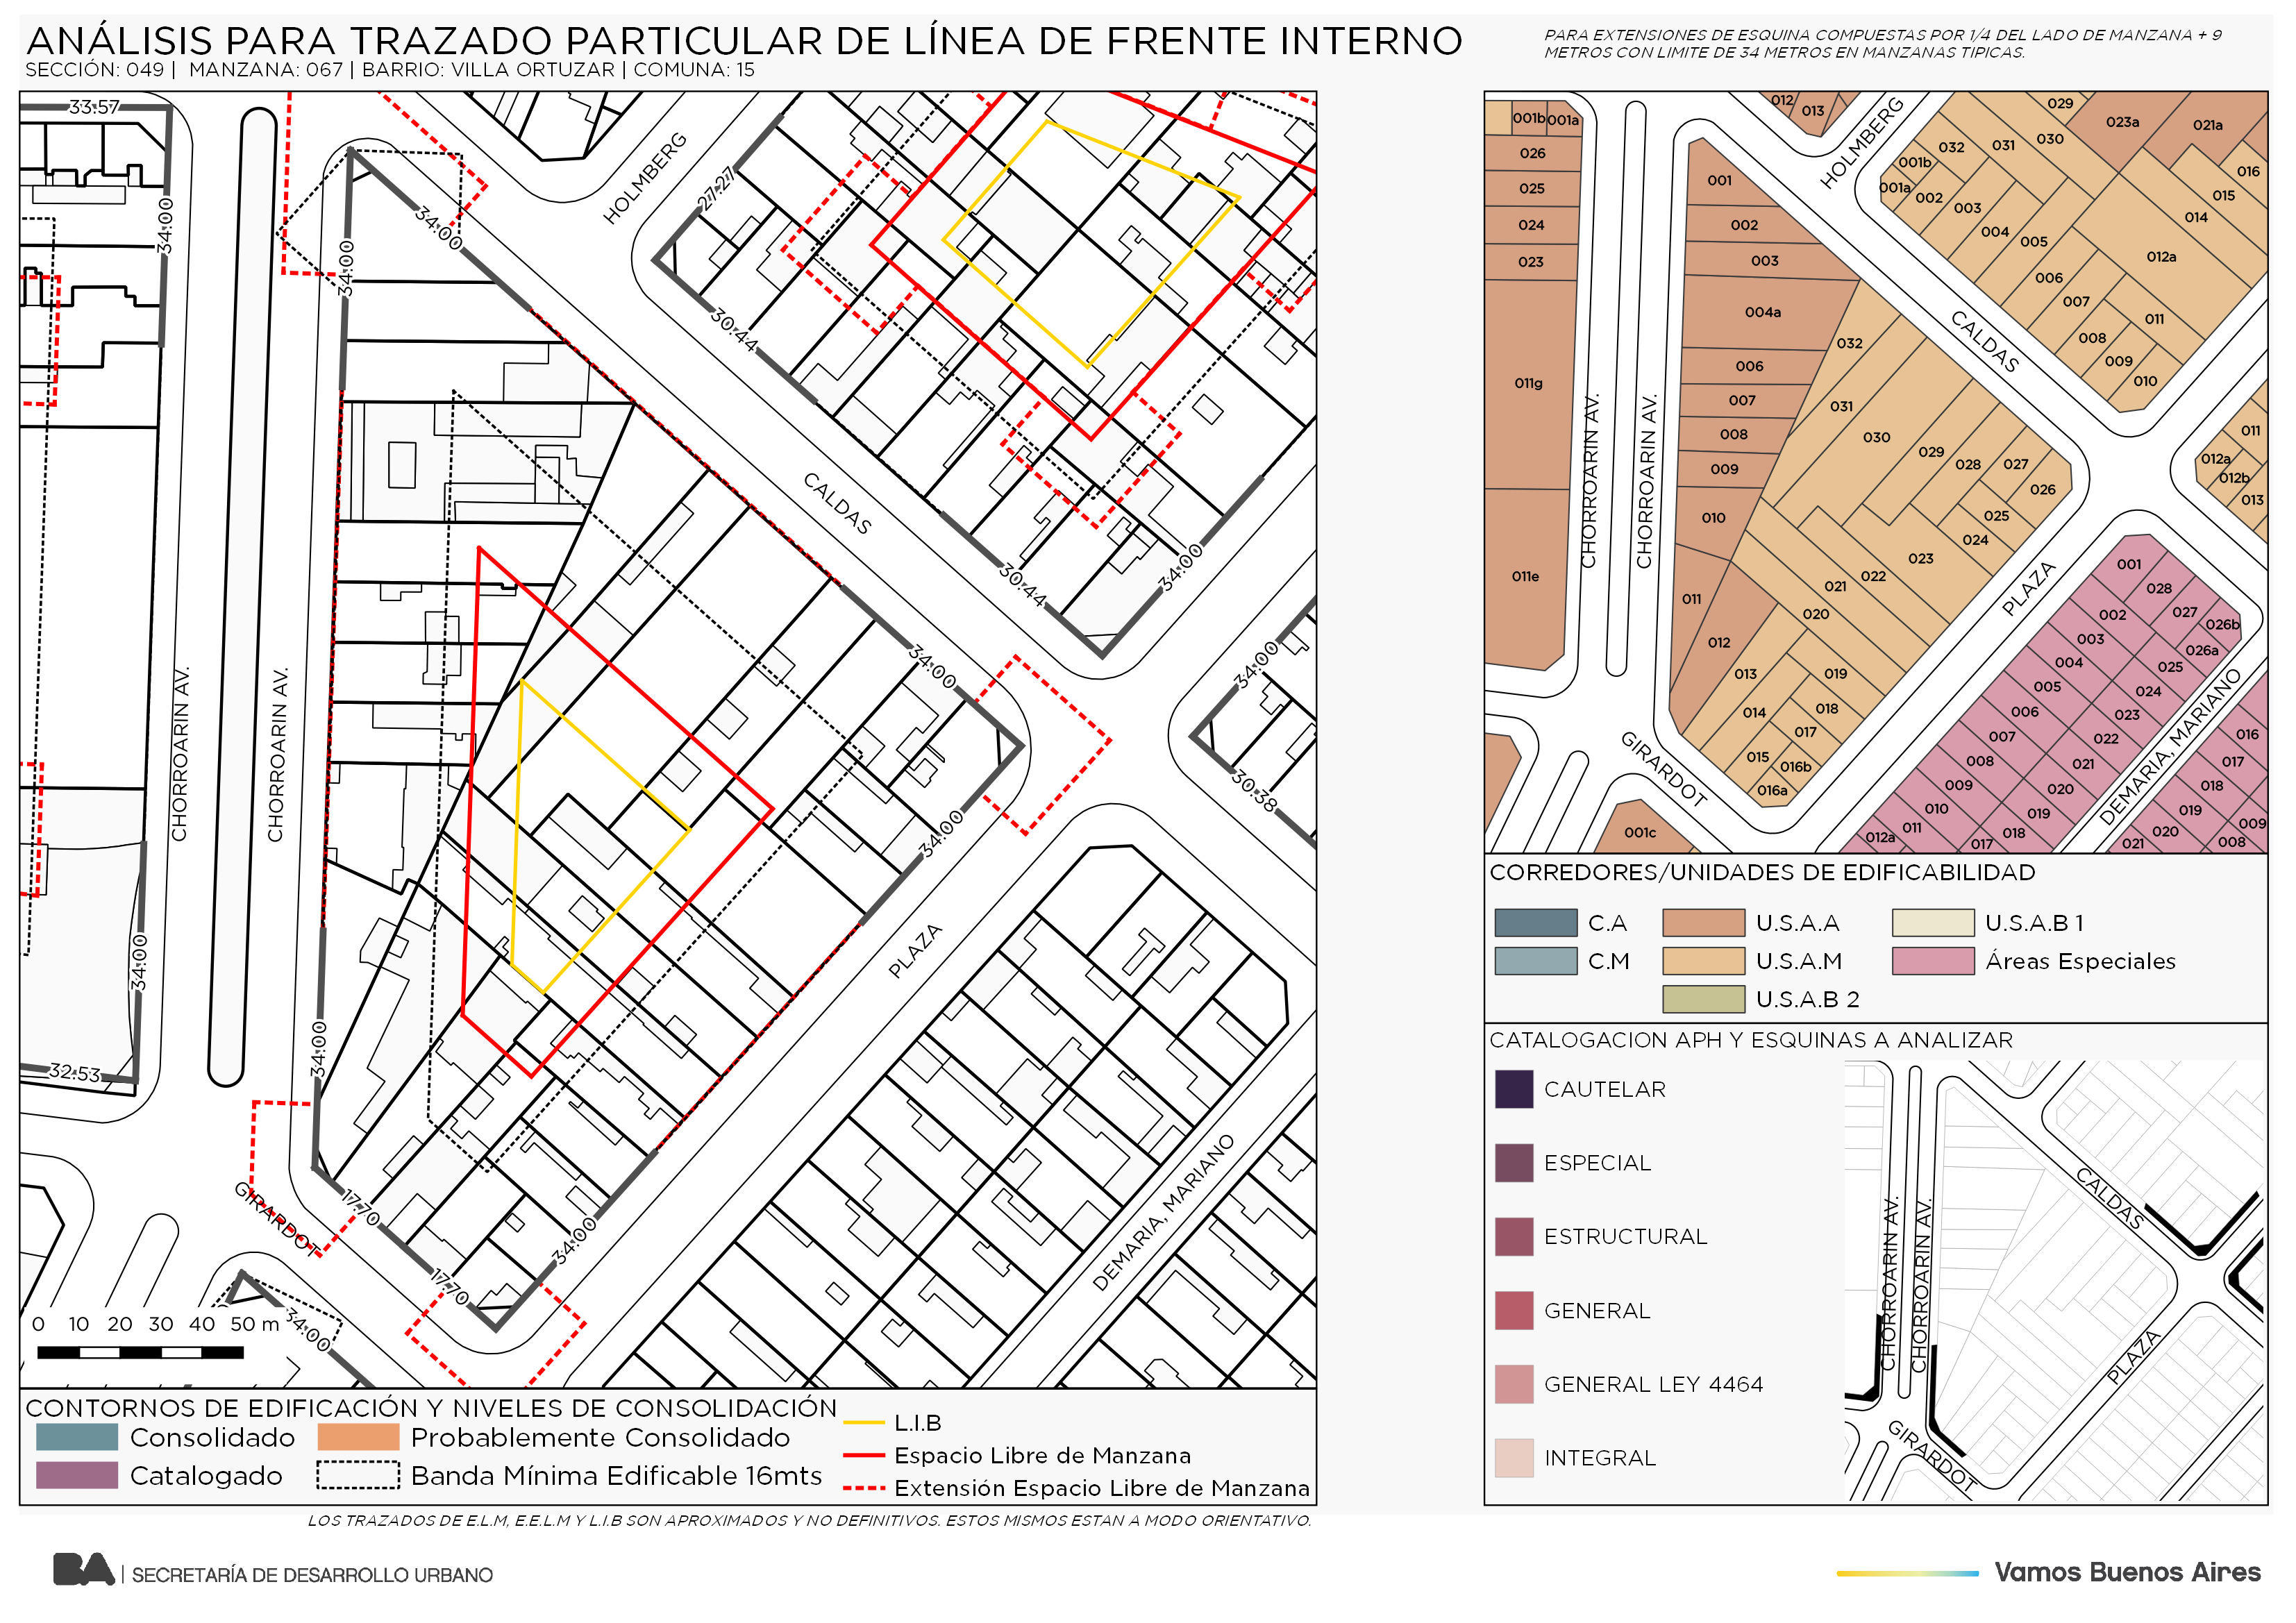 ANÁLISIS PARA TRAZADO PARTICULAR DE LÍNEA DE FRENTE INTERNO
SECCIÓN: 049 | MANZANA: 067 | BARRIO: VILLA ORTUZAR | COMUNA: 15
PARA EXTENSIONES DE ESQUINA COMPUESTAS POR 1/4 DEL LADO DE MANZANA + 9
METROS CON LIMITE DE 34 METROS EN MANZANAS TIPICAS.
33.57
34.00
34.00
34.00
HOLMBERG
27.27
30.44
CALDAS
30.44
34.00
34.00
34.00
34.00
30.38
CHORROARIN AV.
CHORROARIN AV.
PLAZA
34.00
32.53
34.00
GIRARDOT
17.70
17.70
34.00
DEMARIA, MARIANO
34.00
0 10 20 30 40 50 m
CONTORNOS DE EDIFICACIÓN Y NIVELES DE CONSOLIDACIÓN
Consolidado
Probablemente Consolidado
Catalogado
Banda Mínima Edificable 16mts
L.I.B
Espacio Libre de Manzana
Extensión Espacio Libre de Manzana
LOS TRAZADOS DE E.L.M, E.E.L.M Y L.I.B SON APROXIMADOS Y NO DEFINITIVOS. ESTOS MISMOS ESTAN A MODO ORIENTATIVO.
001b
001a
026
025
024
023
011g
011e
012
013
HOLMBERG
029
023a
021a
030
031
032
001b
001a
002
003
004
005
006
007
008
009
010
011
012a
014
015
016
001
002
003
004a
006
007
008
009
010
011
012
032
031
030
029
028
027
026
025
024
023
022
021
020
019
018
017
013
014
015
016b
016a
CALDAS
CHORROARIN AV.
CHORROARIN AV.
PLAZA
GIRARDOT
001c
011
012a
012b
013
001
028
027
026b
026a
025
024
023
022
021
020
019
018
017
002
003
004
005
006
007
008
009
010
011
012a
DEMARIA, MARIANO
016
017
018
019
020
021
009
008
CORREDORES/UNIDADES DE EDIFICABILIDAD
C.A
U.S.A.A
U.S.A.B 1
C.M
U.S.A.M
Áreas Especiales
U.S.A.B 2
CATALOGACION APH Y ESQUINAS A ANALIZAR
CAUTELAR
ESPECIAL
ESTRUCTURAL
GENERAL
GENERAL LEY 4464
INTEGRAL
CALDAS
CHORROARIN AV.
CHORROARIN AV.
PLAZA
GIRARDOT
BA | SECRETARÍA DE DESARROLLO URBANO
Vamos Buenos Aires